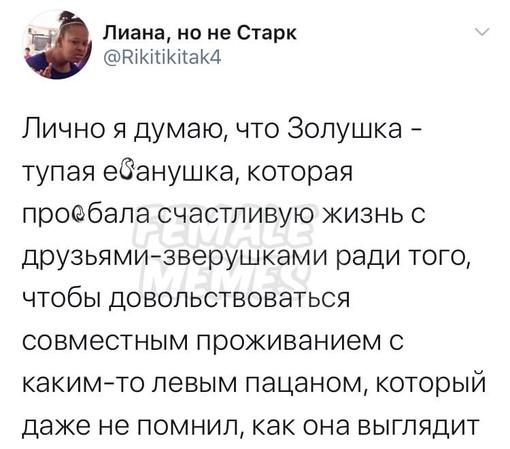 Лиана, но не Старк
@Rikitikitak4
Лично я думаю, что Золушка -
тупая еბанушка, которая
про@бала счастливую жизнь с
друзьями-зверушками ради того,
чтобы довольствоваться
совместным проживанием с
каким-то левым пацаном, который
даже не помнил, как она выглядит
FEMALE
MEMES